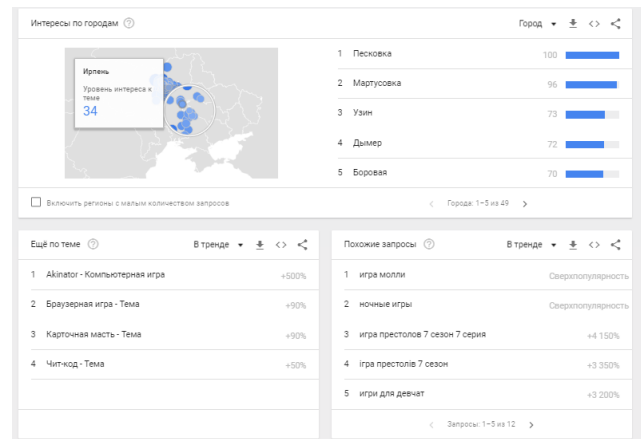 Интересы по городам
Город
Ирпень
Уровень интереса к
теме
34
1 Песковка 100
2 Мартусовка 96
3 Узин 73
4 Дымер 72
5 Боровая 70
Включить регионы с малым количеством запросов
Города: 1–5 из 49
Ещё по теме
В тренде
1 Akinator - Компьютерная игра +500%
2 Браузерная игра - Тема +90%
3 Карточная масть - Тема +90%
4 Чит-код - Тема +50%
Похожие запросы
В тренде
1 игра молли Сверхпопулярность
2 ночные игры Сверхпопулярность
3 игра престолов 7 сезон 7 серия +4 150%
4 ігра престолів 7 сезон +3 350%
5 игри для девчат +3 200%
Запросы: 1–5 из 12